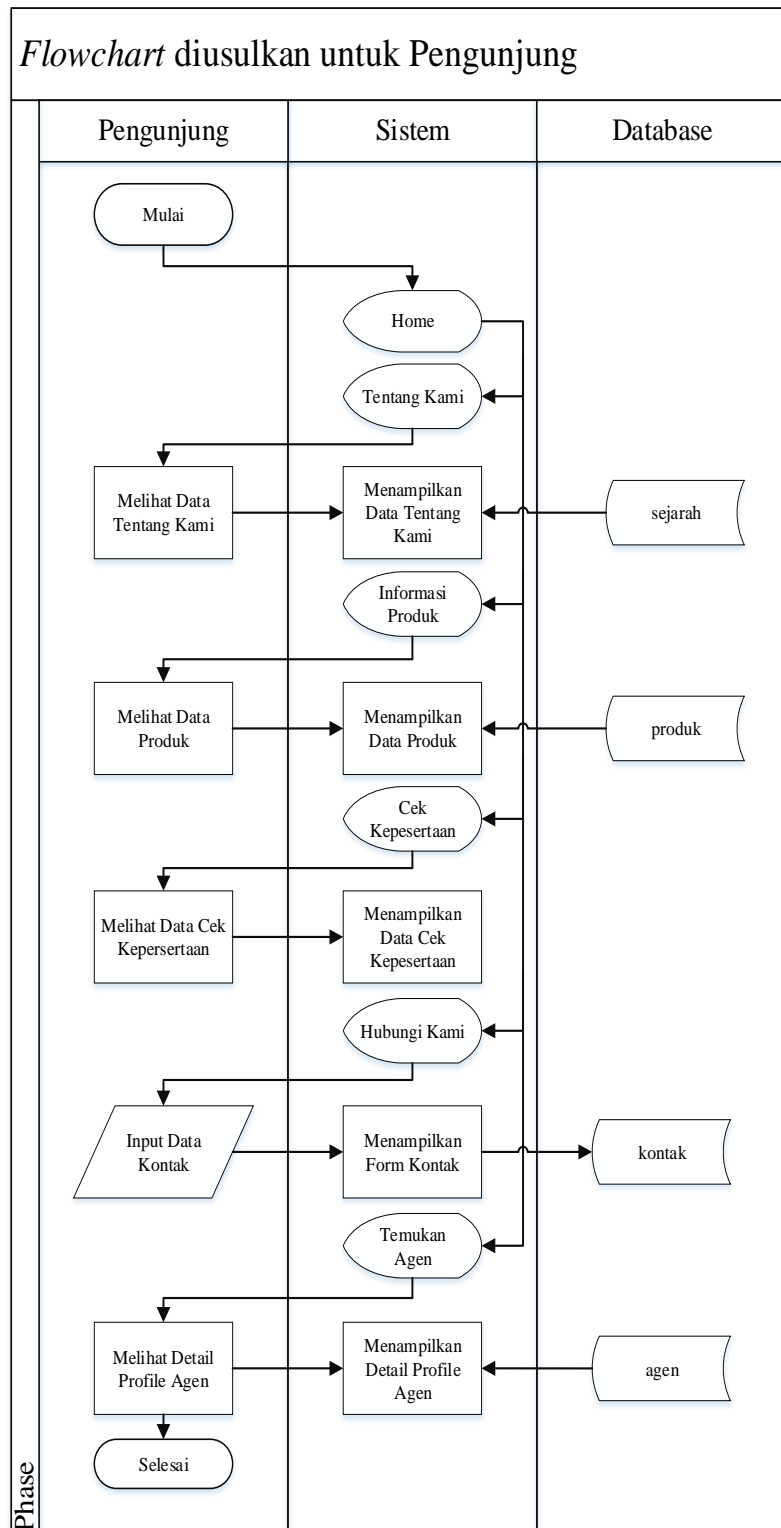 Flowchart diusulkan untuk Pengunjung
Pengunjung
Sistem
Database
Mulai
Home
Tentang Kami
Melihat Data
Tentang Kami
Menampilkan
Data Tentang
Kami
sejarah
Informasi
Produk
Melihat Data
Produk
Menampilkan
Data Produk
produk
Cek
Kepesertaan
Melihat Data Cek
Kepersertaan
Menampilkan
Data Cek
Kepesertaan
Hubungi Kami
Input Data
Kontak
Menampilkan
Form Kontak
kontak
Temukan
Agen
Melihat Detail
Profile Agen
Menampilkan
Detail Profile
Agen
agen
Selesai
Phase